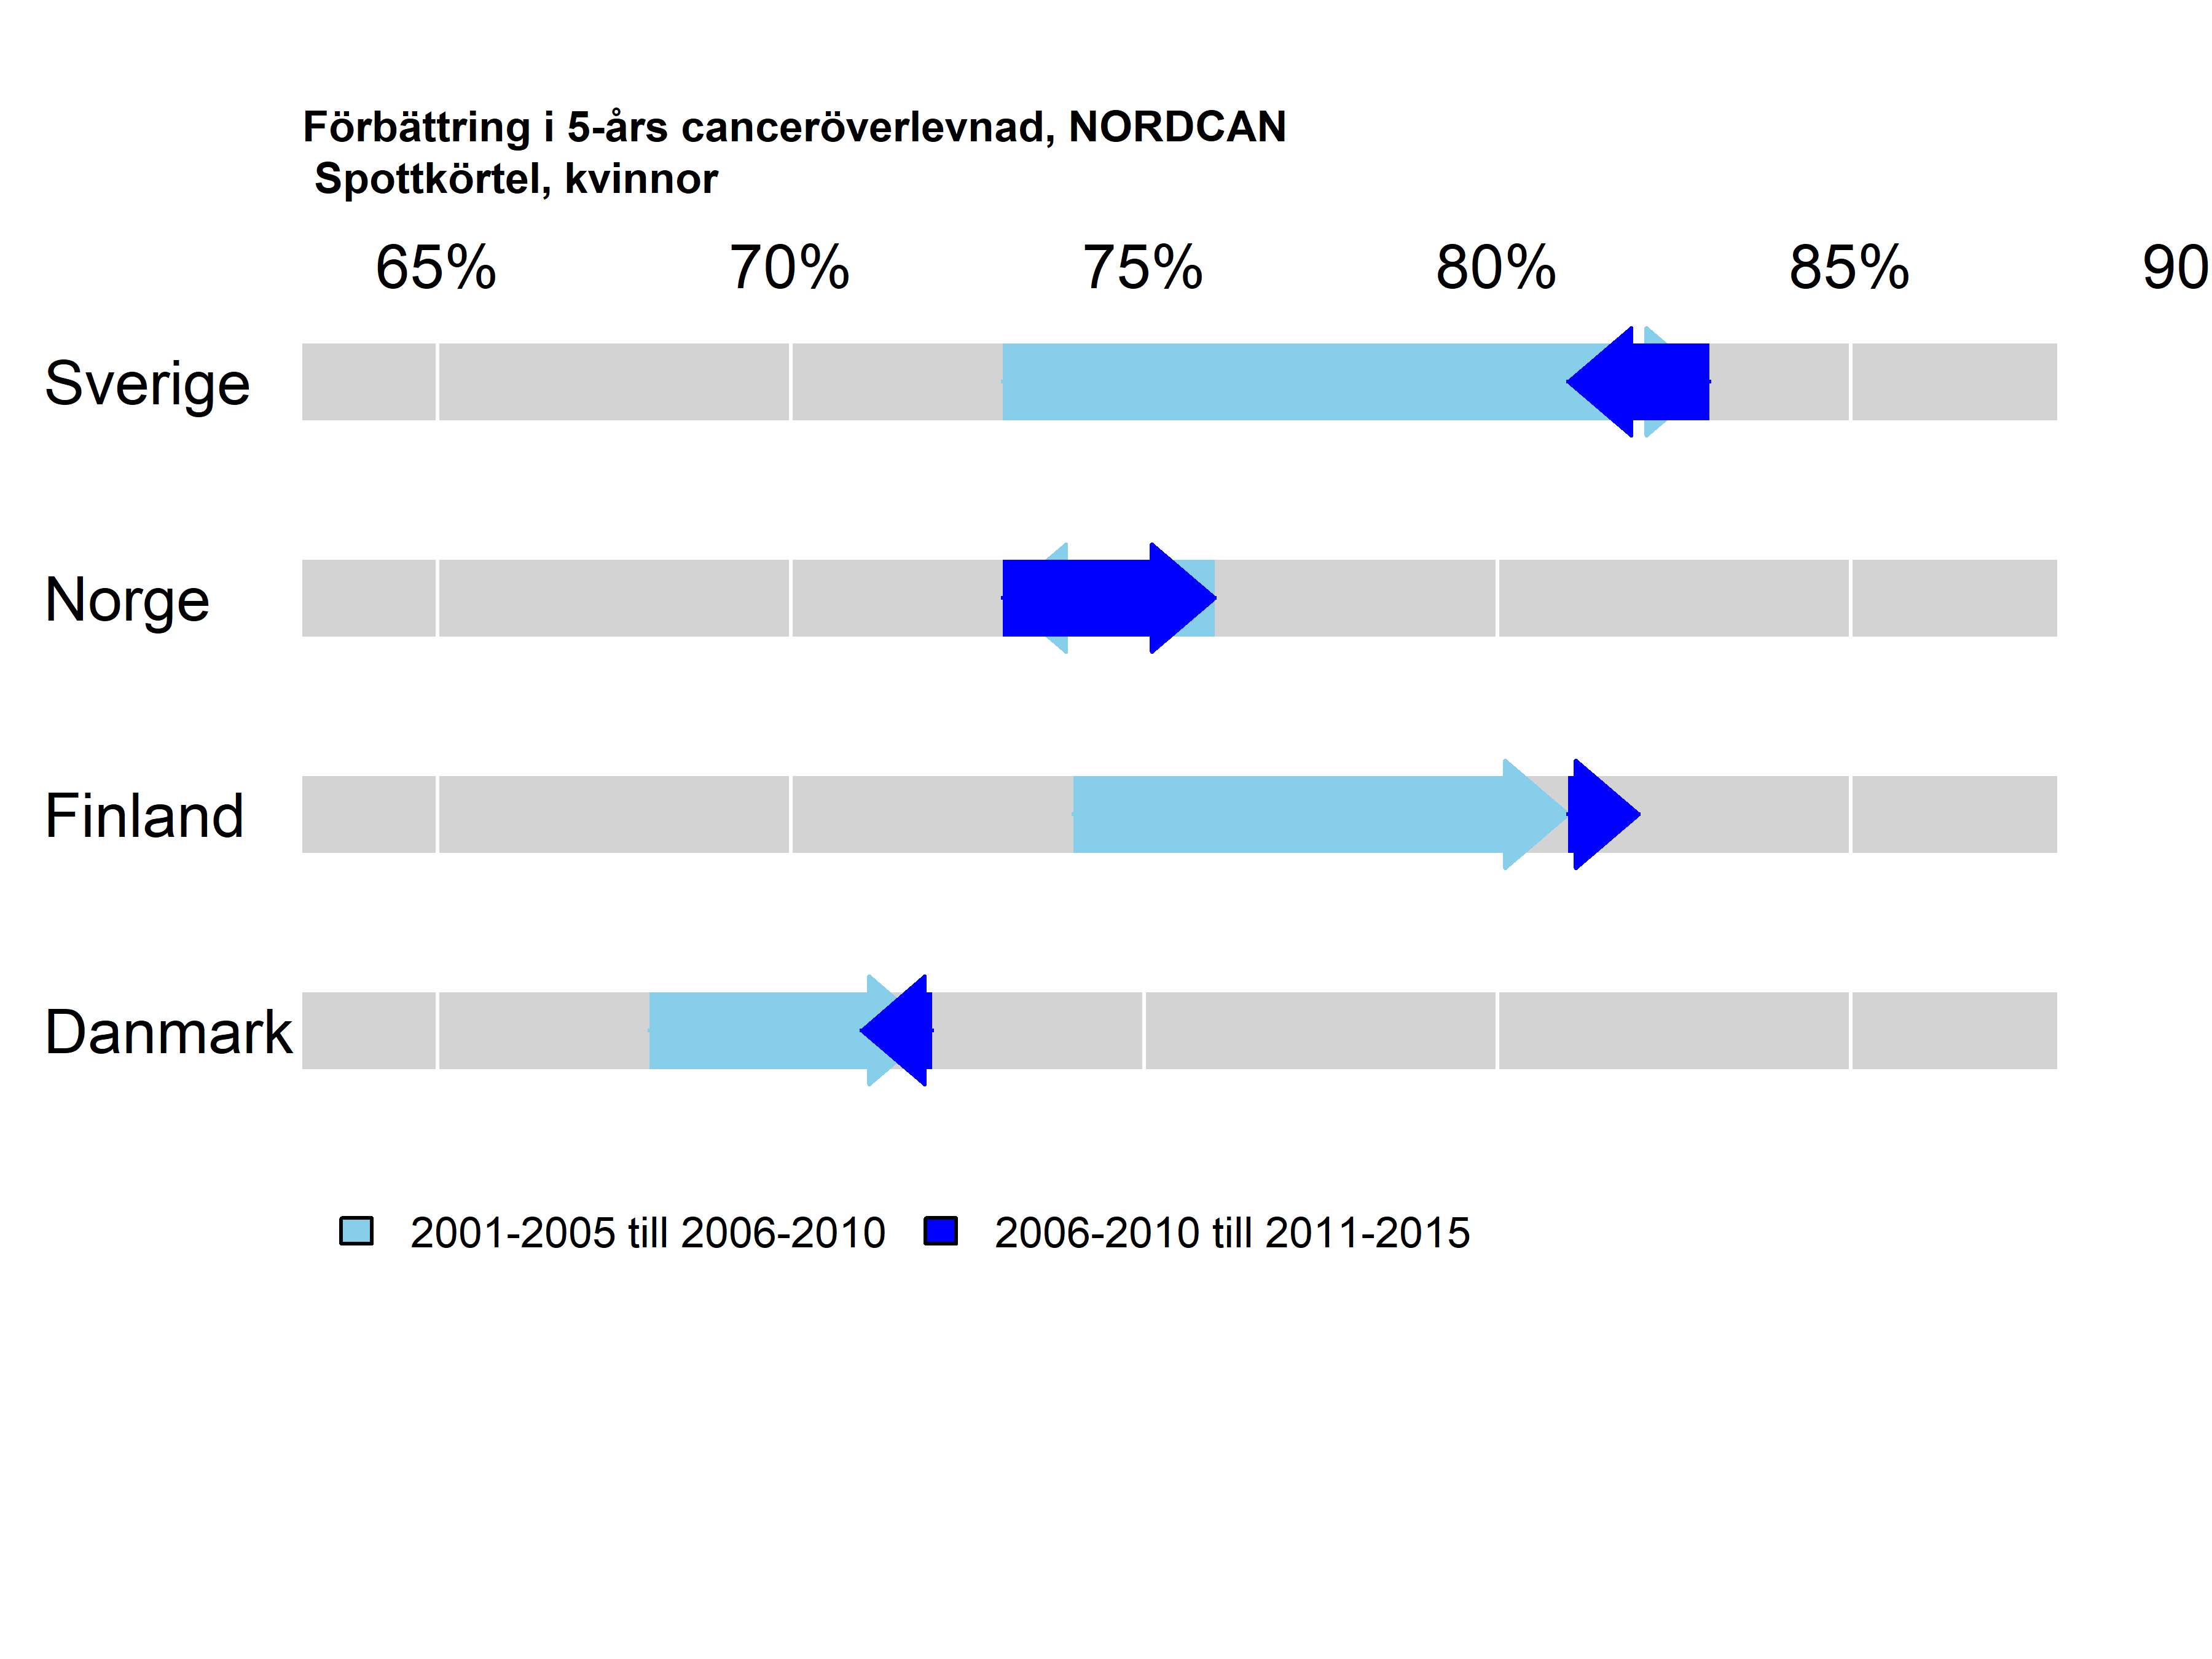 Förbättring i 5-års canceröverlevnad, NORDCAN
Spottkörtel, kvinnor
65% 70% 75% 80% 85% 90
Sverige
Norge
Finland
Danmark
2001-2005 till 2006-2010 2006-2010 till 2011-2015